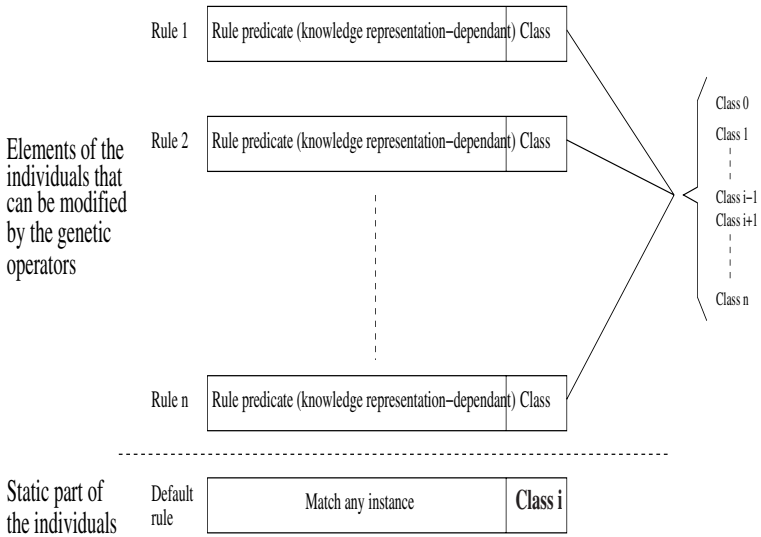 Rule 1
Rule predicate (knowledge representation−dependant) Class
Rule 2
Rule predicate (knowledge representation−dependant) Class
Elements of the
individuals that
can be modified
by the genetic
operators
Class 0
Class 1
Class i−1
Class i+1
Class n
Rule n
Rule predicate (knowledge representation−dependant) Class
Static part of
the individuals
Default
rule
Match any instance
Class i